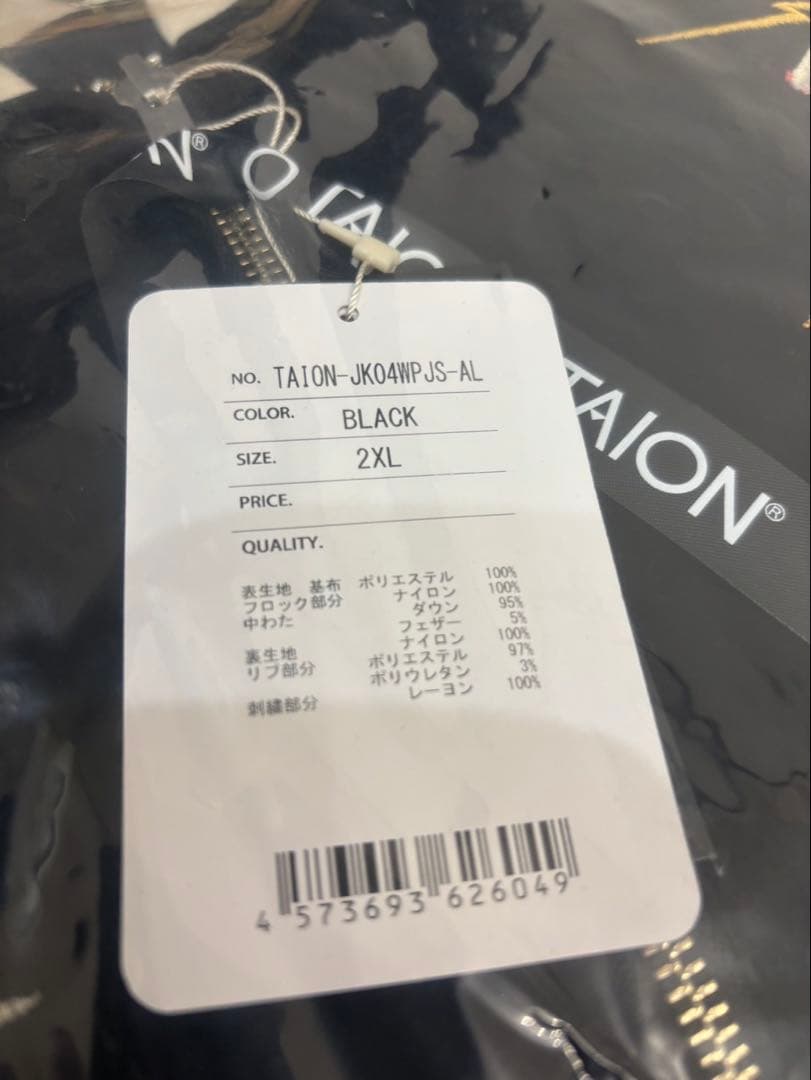 N®
TAIO
TAION®
NO. TAION-JK04WPJS-AL
COLOR. BLACK
SIZE. 2XL
PRICE.
QUALITY.
表生地 基布 ポリエステル 100%
フロック部分 ナイロン 100%
中わた ダウン 95%
フェザー 5%
裏生地 ナイロン 100%
リブ部分 ポリエステル 97%
ポリウレタン 3%
刺繍部分 レーヨン 100%
4 573693 626049